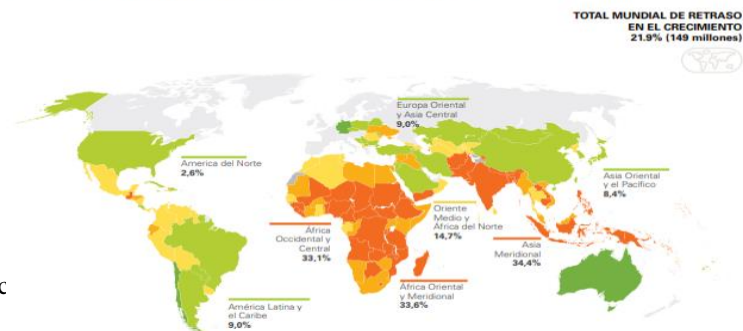 TOTAL MUNDIAL DE RETRASO
EN EL CRECIMIENTO
21.9% (149 millones)
Europa Oriental
y Asia Central
9,0%
America del Norte
2,6%
Asia Oriental
y el Pacífico
8,4%
Oriente
Medio y
África del Norte
14,7%
África
Occidental y
Central
33,1%
Asia
Meridional
34,4%
África Oriental
y Meridional
33,6%
América Latina y
el Caribe
9,0%